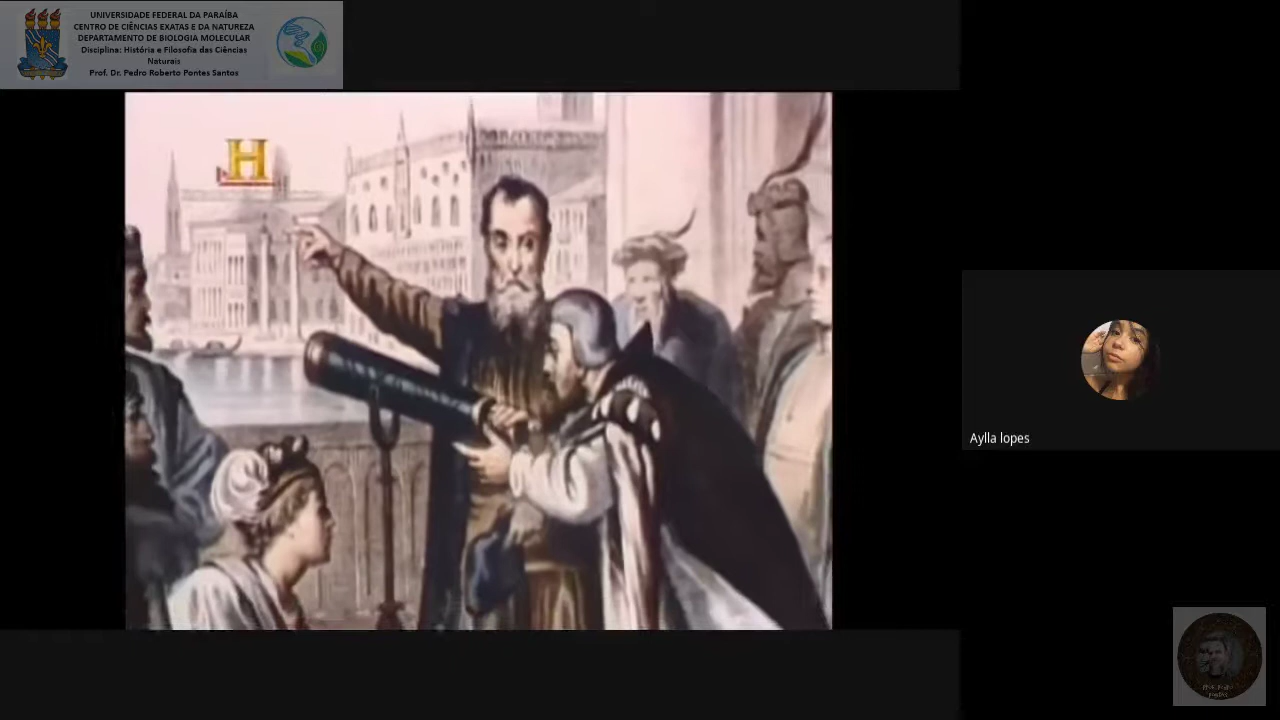 UNIVERSIDADE FEDERAL DA PARAÍBA
CENTRO DE CIÊNCIAS EXATAS E DA NATUREZA
DEPARTAMENTO DE BIOLOGIA MOLECULAR
Disciplina: História e Filosofia das Ciências
Naturais
Prof. Dr. Pedro Roberto Pontes Santos
H
Aylla lopes